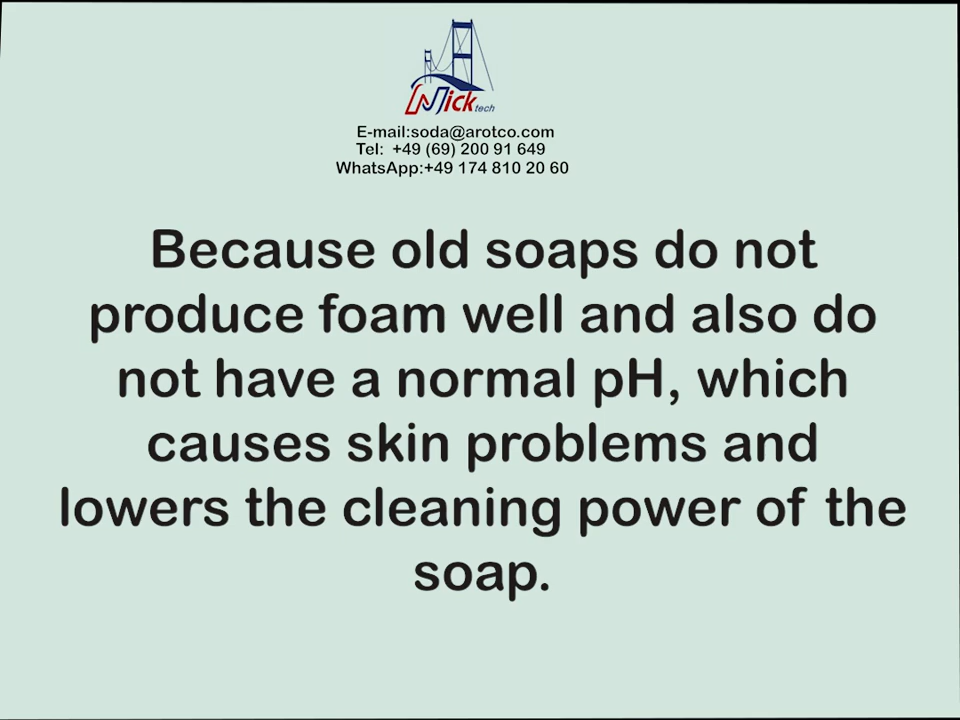 Nick tech
E-mail:soda@arotco.com
Tel: +49 (69) 200 91 649
WhatsApp:+49 174 810 20 60
Because old soaps do not
produce foam well and also do
not have a normal pH, which
causes skin problems and
lowers the cleaning power of the
soap.